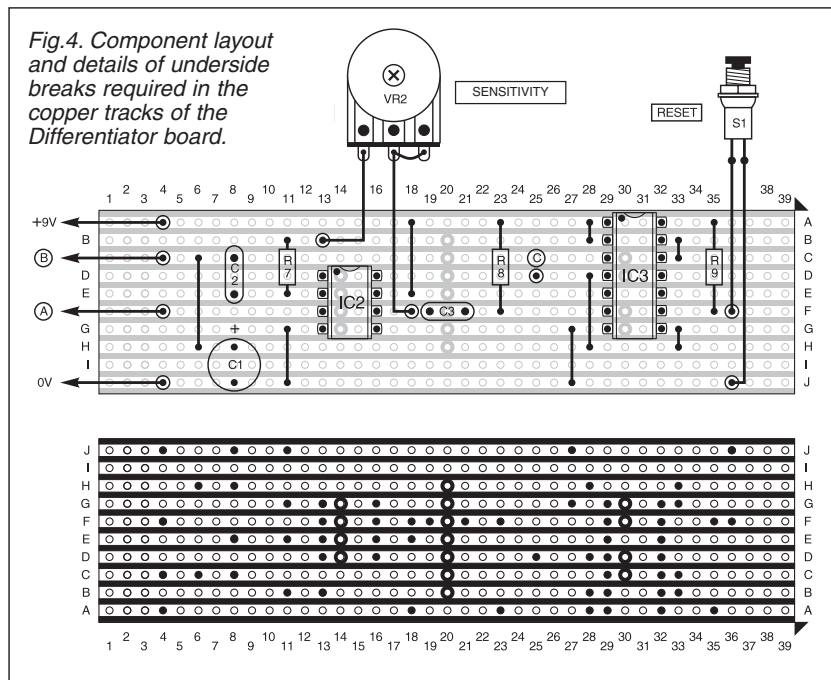 Fig.4. Component layout
and details of underside
breaks required in the
copper tracks of the
Differentiator board.
VR2
SENSITIVITY
RESET
S1
1 2 3 4 5 6 7 8 9 10 11 12 13 14 16 18 19 20 21 22 23 24 25 26 27 28 29 30 31 32 33 34 35 38 39
+9V A
B B
B C
D D
E E
A F
G G
H H
I I
0V J
C2
R7
IC2
C3
R8
C
IC3
R9
+
C1
J J
I I
H H
G G
F F
E E
D D
C C
B B
A A
1 2 3 4 5 6 7 8 9 10 11 12 13 14 15 16 17 18 19 20 21 22 23 24 25 26 27 28 29 30 31 32 33 34 35 36 37 38 39